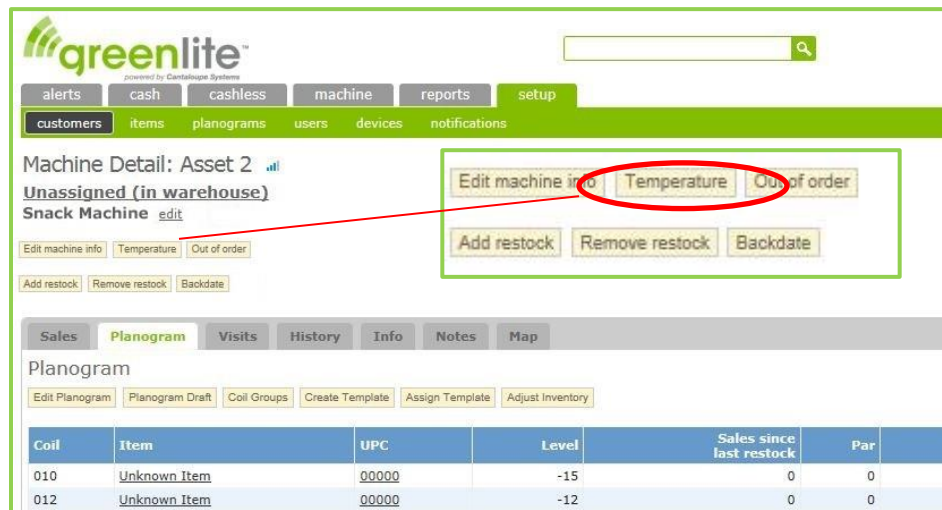 greenlite™
powered by Cantaloupe Systems
alerts cash cashless machine reports setup
customers items planograms users devices notifications
Machine Detail: Asset 2
Unassigned (in warehouse)
Snack Machine edit
Edit machine info Temperature Out of order
Add restock Remove restock Backdate
Edit machine info Temperature Out of order
Add restock Remove restock Backdate
Sales Planogram Visits History Info Notes Map
Planogram
Edit Planogram Planogram Draft Coil Groups Create Template Assign Template Adjust Inventory
Coil Item UPC Level Sales since last restock Par
010 Unknown Item 00000 -15 0 0
012 Unknown Item 00000 -12 0 0